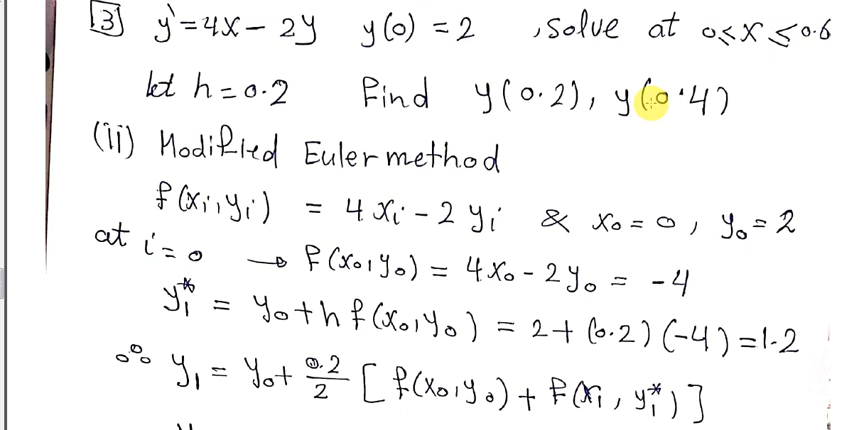 [3] y' = 4x - 2y   y(0) = 2   , solve at 0≤x≤0.6
let h = 0.2   Find y(0.2), y(0.4)
(ii) Modified Euler method
f(xi, yi) = 4xi - 2yi & x0 = 0, y0 = 2
at i = 0 → f(x0, y0) = 4x0 - 2y0 = -4
y1* = y0 + h f(x0, y0) = 2 + (0.2)(-4) = 1.2
∴ y1 = y0 + 0.2/2 [f(x0, y0) + f(x1, y1*)]